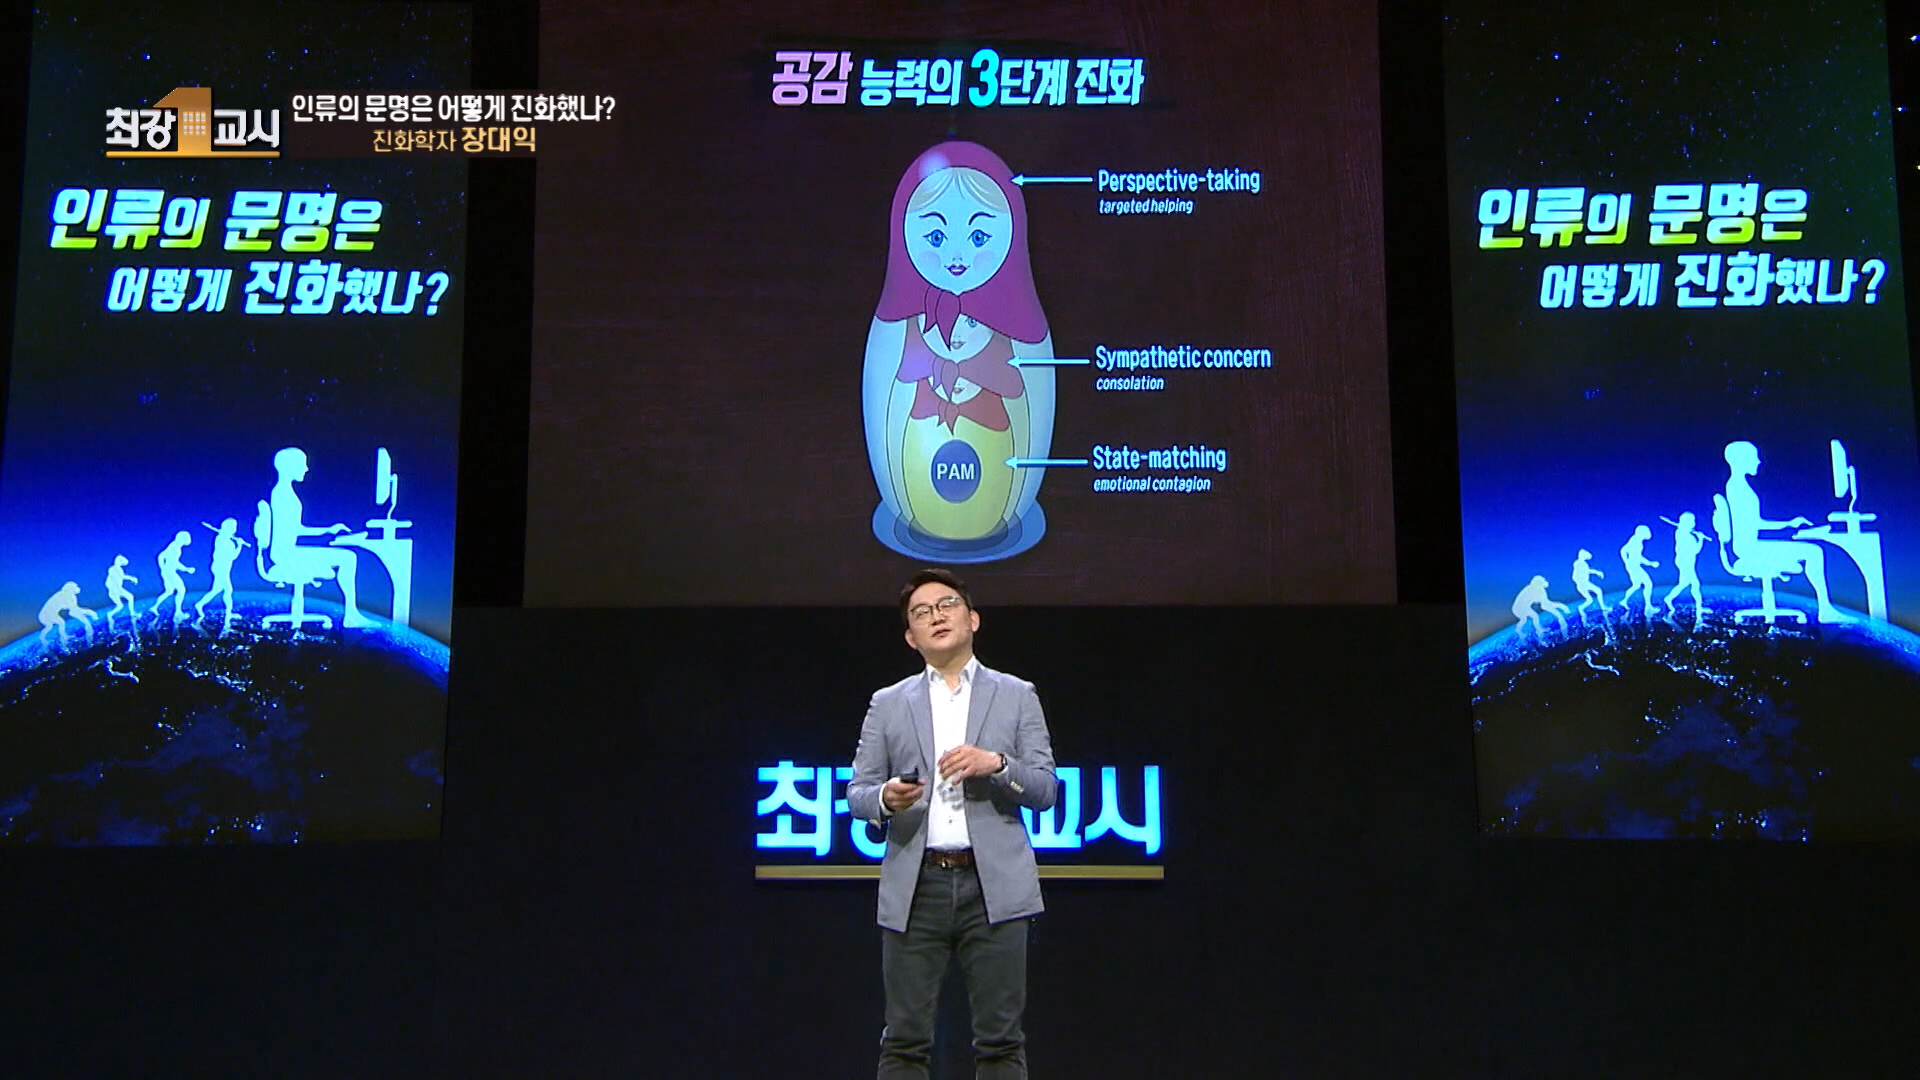 최강1교시
인류의 문명은 어떻게 진화했나?
진화학자 장대익
공감 능력의 3단계 진화
Perspective-taking
targeted helping
Sympathetic concern
consolation
State-matching
emotional contagion
PAM
인류의 문명은
어떻게 진화했나?
인류의 문명은
어떻게 진화했나?
최강 교시